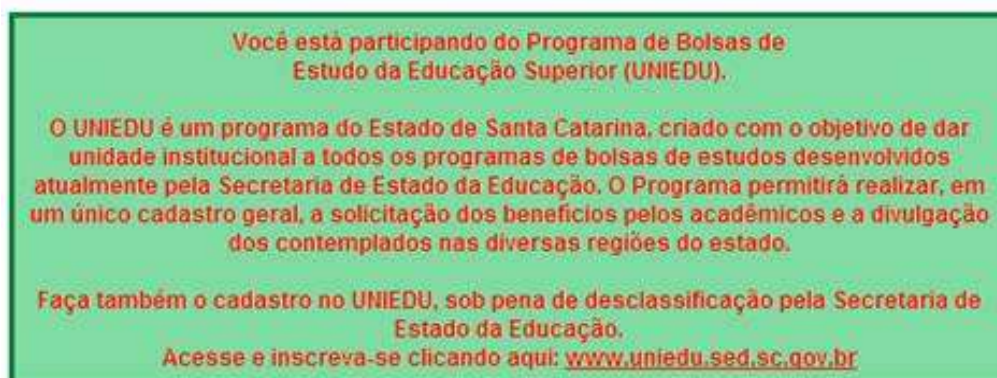 Você está participando do Programa de Bolsas de
Estudo da Educação Superior (UNIEDU).
O UNIEDU é um programa do Estado de Santa Catarina, criado com o objetivo de dar
unidade institucional a todos os programas de bolsas de estudos desenvolvidos
atualmente pela Secretaria de Estado da Educação. O Programa permitirá realizar, em
um único cadastro geral, a solicitação dos benefícios pelos acadêmicos e a divulgação
dos contemplados nas diversas regiões do estado.
Faça também o cadastro no UNIEDU, sob pena de desclassificação pela Secretaria de
Estado da Educação.
Acesse e inscreva-se clicando aqui: www.uniedu.sed.sc.gov.br